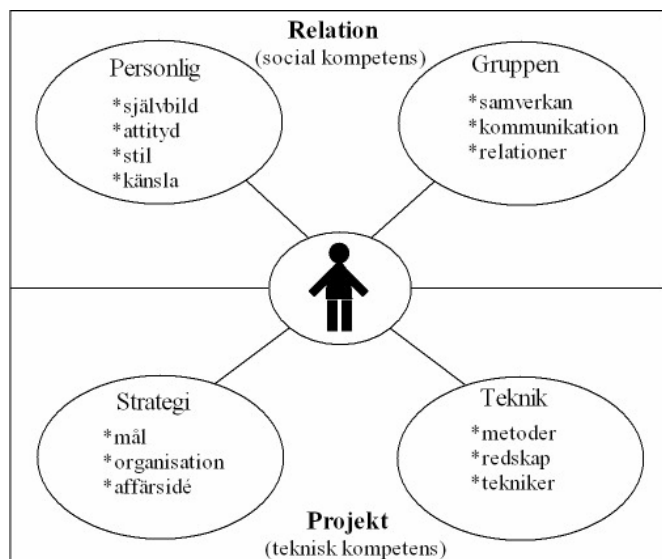 Relation
(social kompetens)
Personlig
*självbild
*attityd
*stil
*känsla
Gruppen
*samverkan
*kommunikation
*relationer
Strategi
*mål
*organisation
*affärsidé
Teknik
*metoder
*redskap
*tekniker
Projekt
(teknisk kompetens)